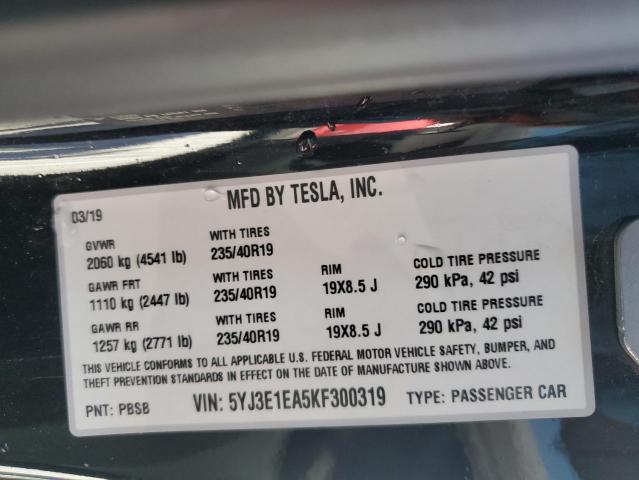 MFD BY TESLA, INC.
03/19
GVWR WITH TIRES
2060 kg (4541 lb) 235/40R19
GAWR FRT WITH TIRES RIM COLD TIRE PRESSURE
1110 kg (2447 lb) 235/40R19 19X8.5 J 290 kPa, 42 psi
GAWR RR WITH TIRES RIM COLD TIRE PRESSURE
1257 kg (2771 lb) 235/40R19 19X8.5 J 290 kPa, 42 psi
THIS VEHICLE CONFORMS TO ALL APPLICABLE U.S. FEDERAL MOTOR VEHICLE SAFETY, BUMPER, AND
THEFT PREVENTION STANDARDS IN EFFECT ON THE DATE OF MANUFACTURE SHOWN ABOVE.
PNT: PBSB VIN: 5YJ3E1EA5KF300319 TYPE: PASSENGER CAR